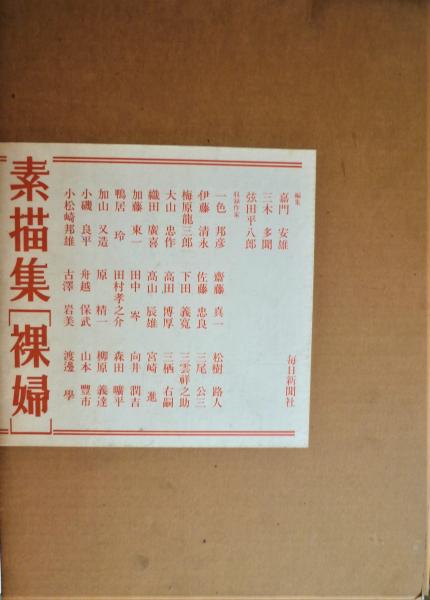 編集
嘉門 安雄
三木 多聞
弦田平八郎
収録作家
一色 邦彦 齋藤 真一 松樹 路人
伊藤 清永 佐藤 忠良 三尾 公三
梅原龍三郎 下田 義寛 三雲祥之助
大山 忠作 高田 博厚 三栖 右嗣
織田 廣喜 高山 辰雄 宮崎 進
加藤 東一 田中 岑 向井 潤吉
鴨居 玲 田村孝之介 森田 曠平
加山 又造 原 精一 柳原 義達
小磯 良平 舟越 保武 山本 豐市
小松崎邦雄 古澤 岩美 渡邊 學
毎日新聞社
素描集[裸婦]